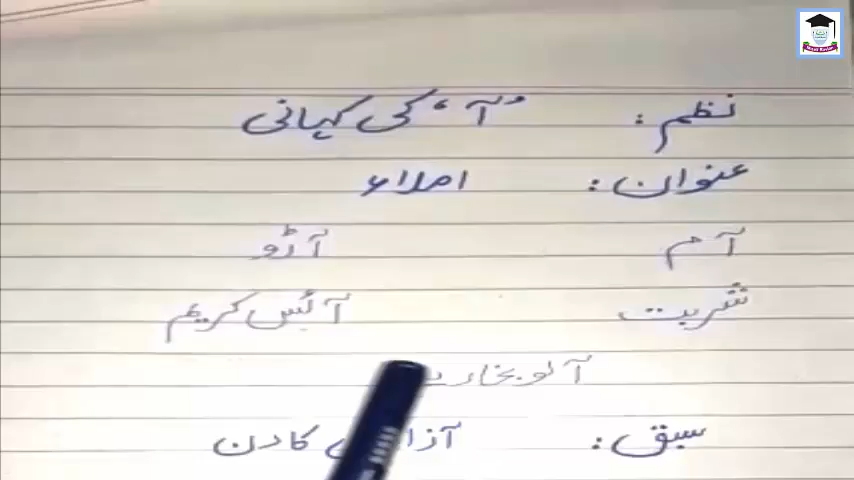 نظم: 'آ' کی کہانی
عنوان: املاء
آم آڑو
شربت آئس کریم
آلو
سبق: کا دن